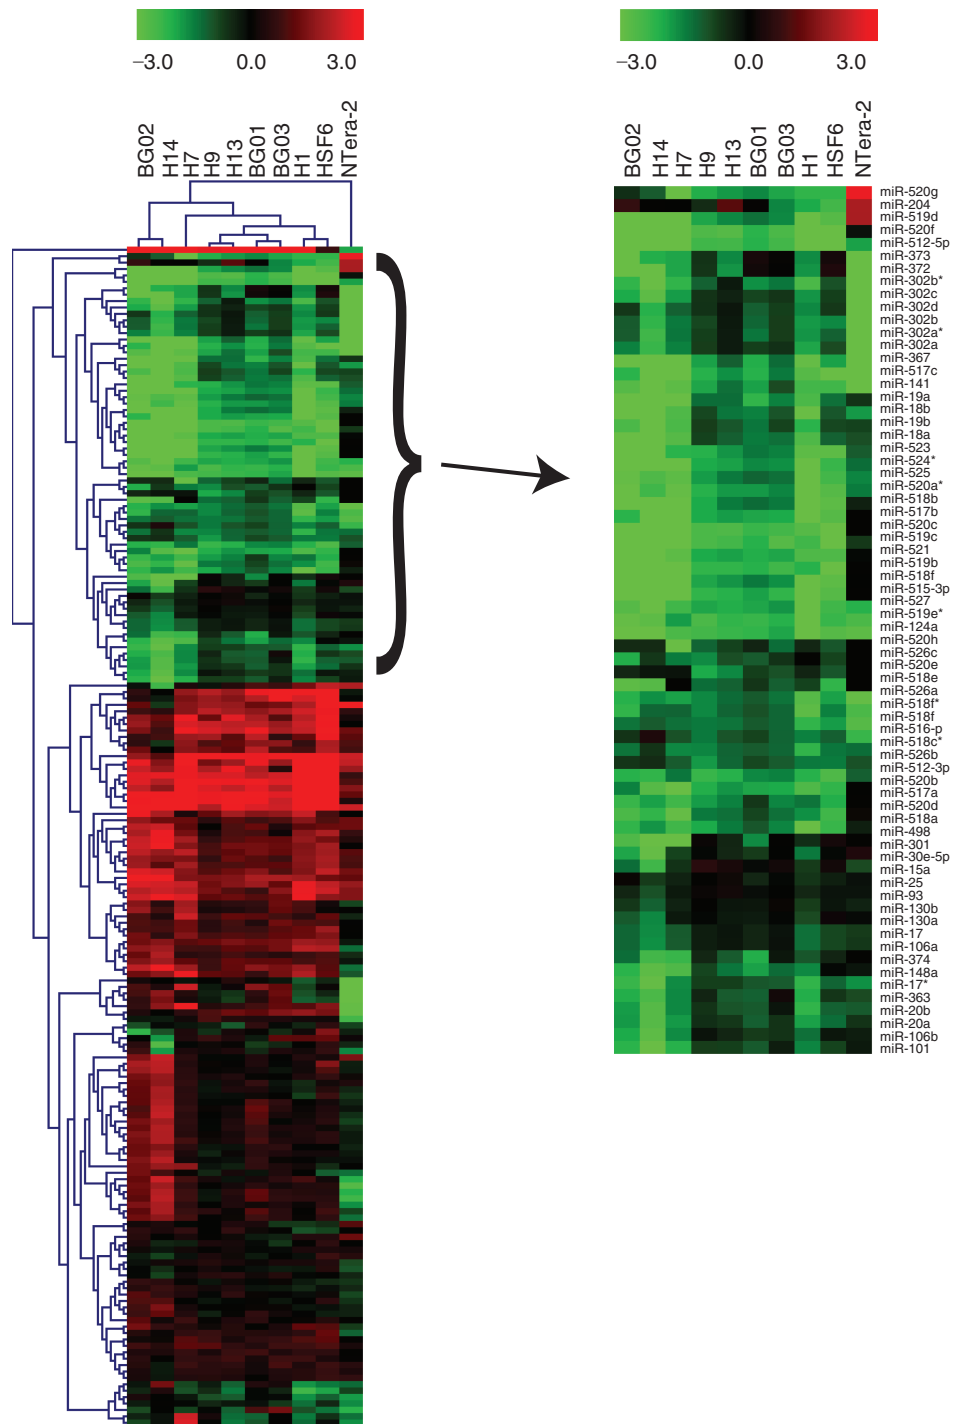 −3.0 0.0 3.0
−3.0 0.0 3.0
BG02
H14
H7
H9
H13
BG01
BG03
H1
HSF6
NTera-2
BG02
H14
H7
H9
H13
BG01
BG03
H1
HSF6
NTera-2
miR-520g
miR-204
miR-519d
miR-520f
miR-512-5p
miR-373
miR-372
miR-302b*
miR-302c
miR-302d
miR-302b
miR-302a*
miR-302a
miR-367
miR-517c
miR-141
miR-19a
miR-18b
miR-19b
miR-18a
miR-523
miR-524*
miR-525
miR-520a*
miR-518b
miR-517b
miR-520c
miR-519c
miR-521
miR-519b
miR-518f
miR-515-3p
miR-527
miR-519e*
miR-124a
miR-520h
miR-526c
miR-520e
miR-518e
miR-526a
miR-518f*
miR-518f
miR-516-p
miR-518c*
miR-526b
miR-512-3p
miR-520b
miR-517a
miR-520d
miR-518a
miR-498
miR-301
miR-30e-5p
miR-15a
miR-25
miR-93
miR-130b
miR-130a
miR-17
miR-106a
miR-374
miR-148a
miR-17*
miR-363
miR-20b
miR-20a
miR-106b
miR-101